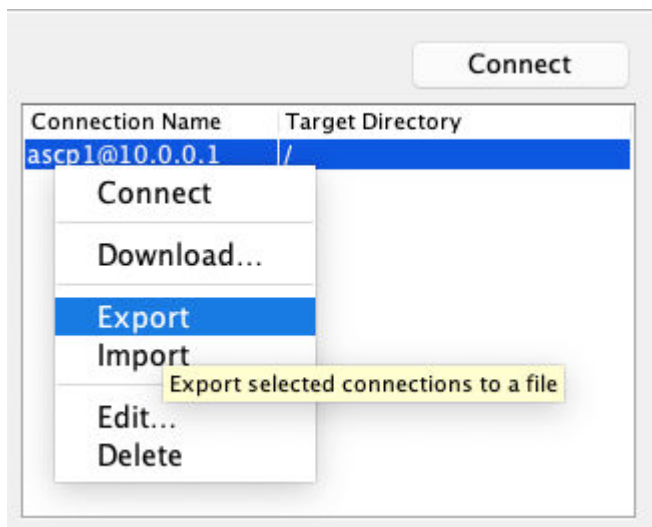 Connect
Connection Name Target Directory
ascp1@10.0.0.1 /
Connect
Download...
Export
Import
Export selected connections to a file
Edit...
Delete